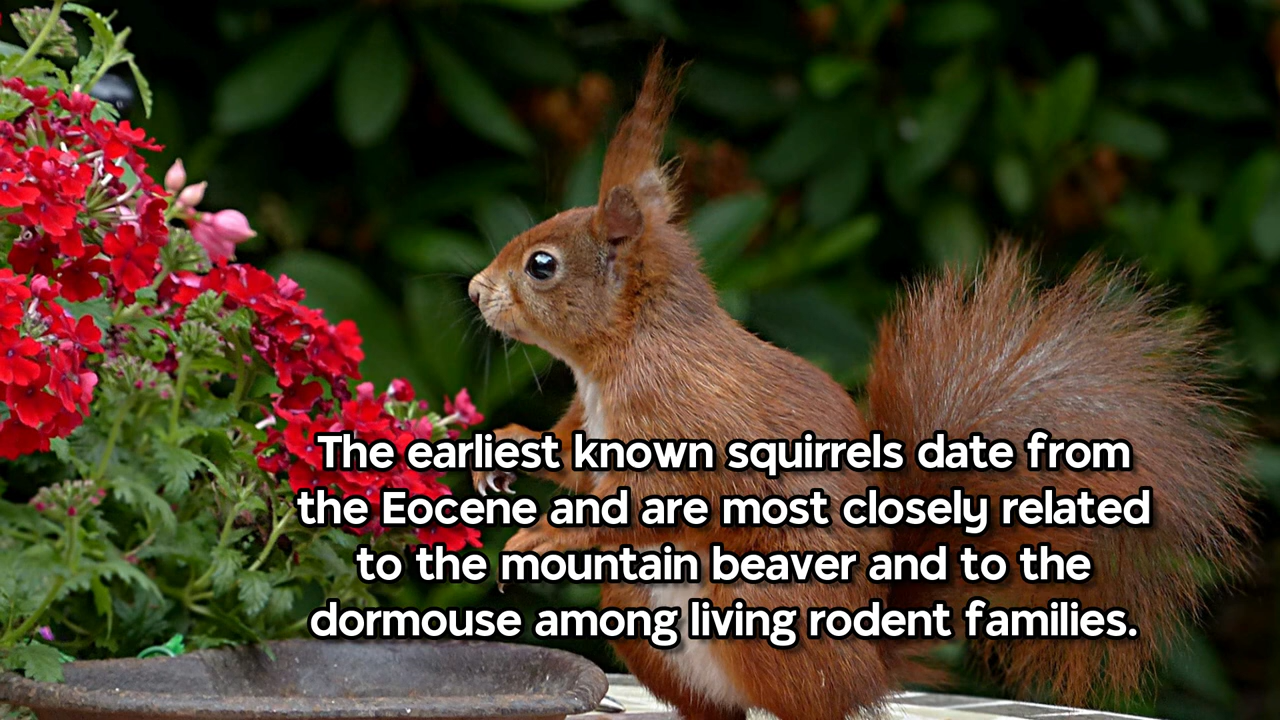 The earliest known squirrels date from
the Eocene and are most closely related
to the mountain beaver and to the
dormouse among living rodent families.